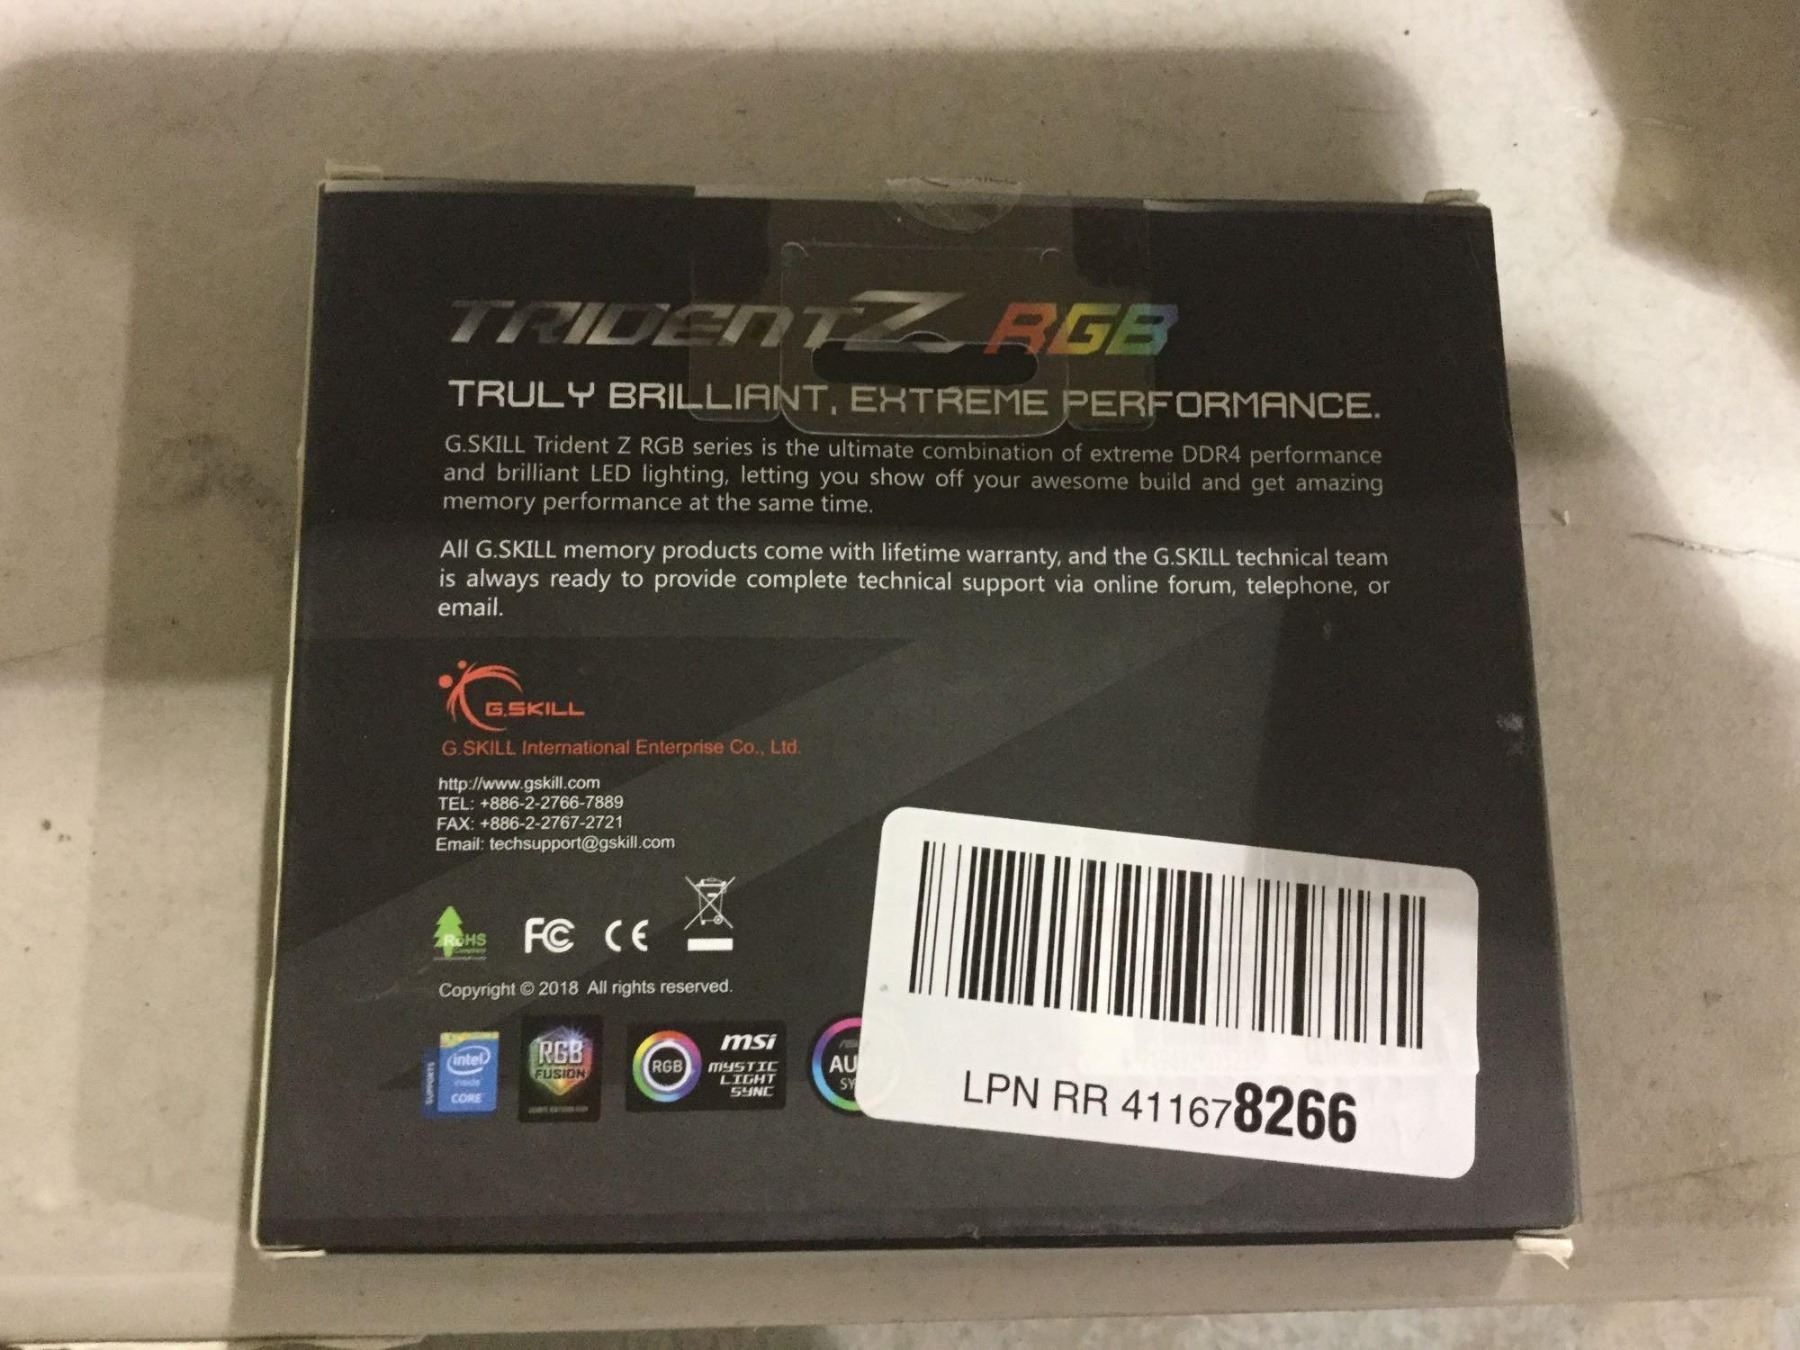 TRIDENT Z RGB
TRULY BRILLIANT, EXTREME PERFORMANCE.
G.SKILL Trident Z RGB series is the ultimate combination of extreme DDR4 performance
and brilliant LED lighting, letting you show off your awesome build and get amazing
memory performance at the same time.
All G.SKILL memory products come with lifetime warranty, and the G.SKILL technical team
is always ready to provide complete technical support via online forum, telephone, or
email.
G.SKILL
G.SKILL International Enterprise Co., Ltd.
http://www.gskill.com
TEL: +886-2-2766-7889
FAX: +886-2-2767-2721
Email: techsupport@gskill.com
RoHS
FC CE
Copyright © 2018 All rights reserved.
SUPPORTS
intel
inside
CORE
RGB
FUSION
RGB
msi
MYSTIC
LIGHT
SYNC
AU
SY
LPN RR 411678266